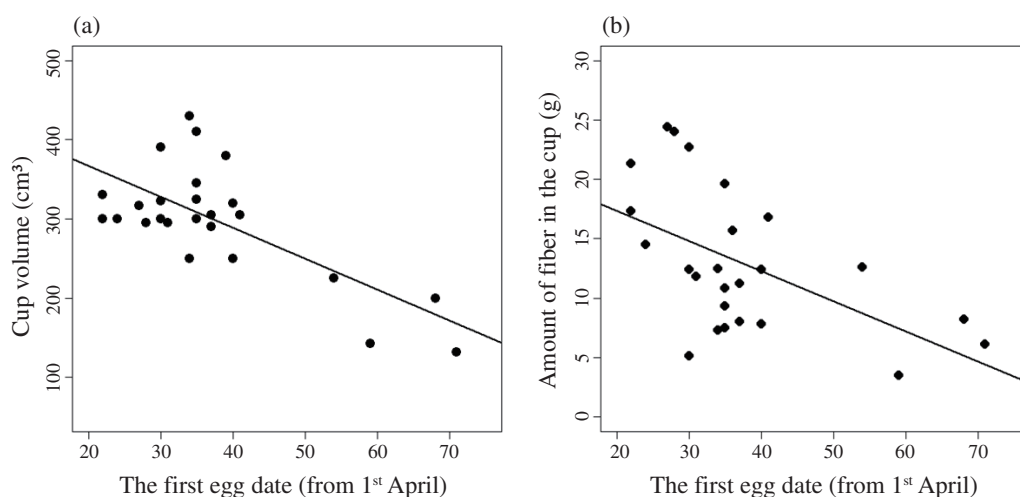 (a)
Cup volume (cm³)
500
400
300
200
100
20 30 40 50 60 70
The first egg date (from 1st April)
(b)
Amount of fiber in the cup (g)
30
25
20
15
10
5
0
20 30 40 50 60 70
The first egg date (from 1st April)